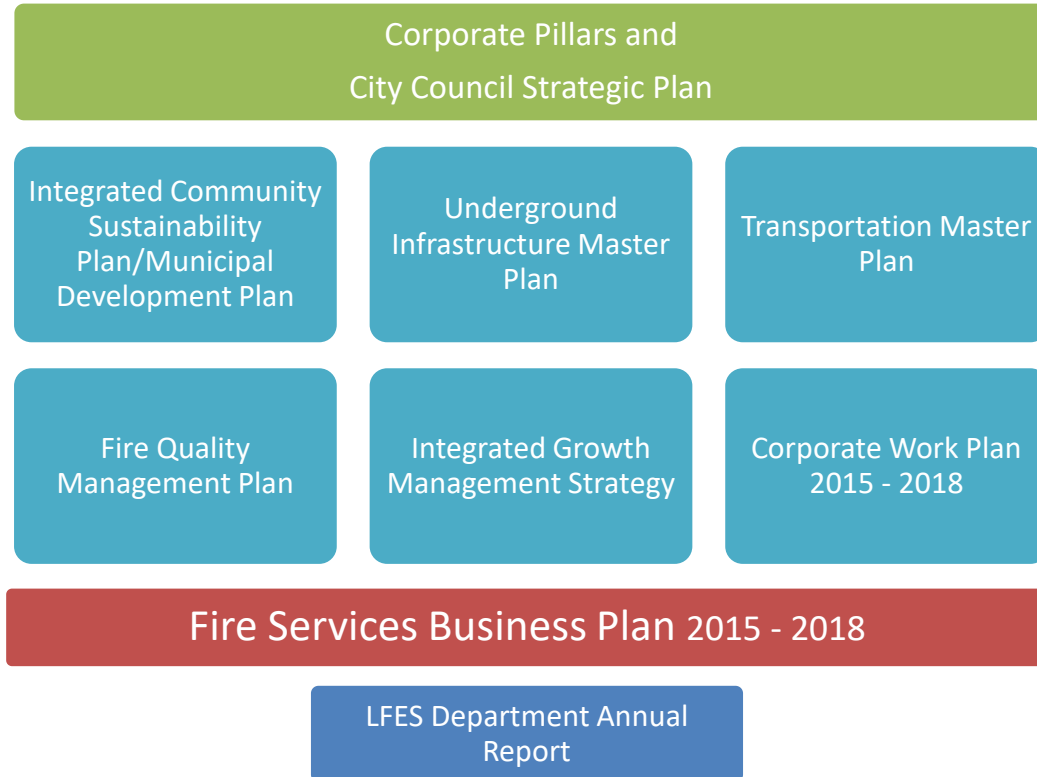 Corporate Pillars and
City Council Strategic Plan
Integrated Community
Sustainability
Plan/Municipal
Development Plan
Underground
Infrastructure Master
Plan
Transportation Master
Plan
Fire Quality
Management Plan
Integrated Growth
Management Strategy
Corporate Work Plan
2015 - 2018
Fire Services Business Plan 2015 - 2018
LFES Department Annual
Report